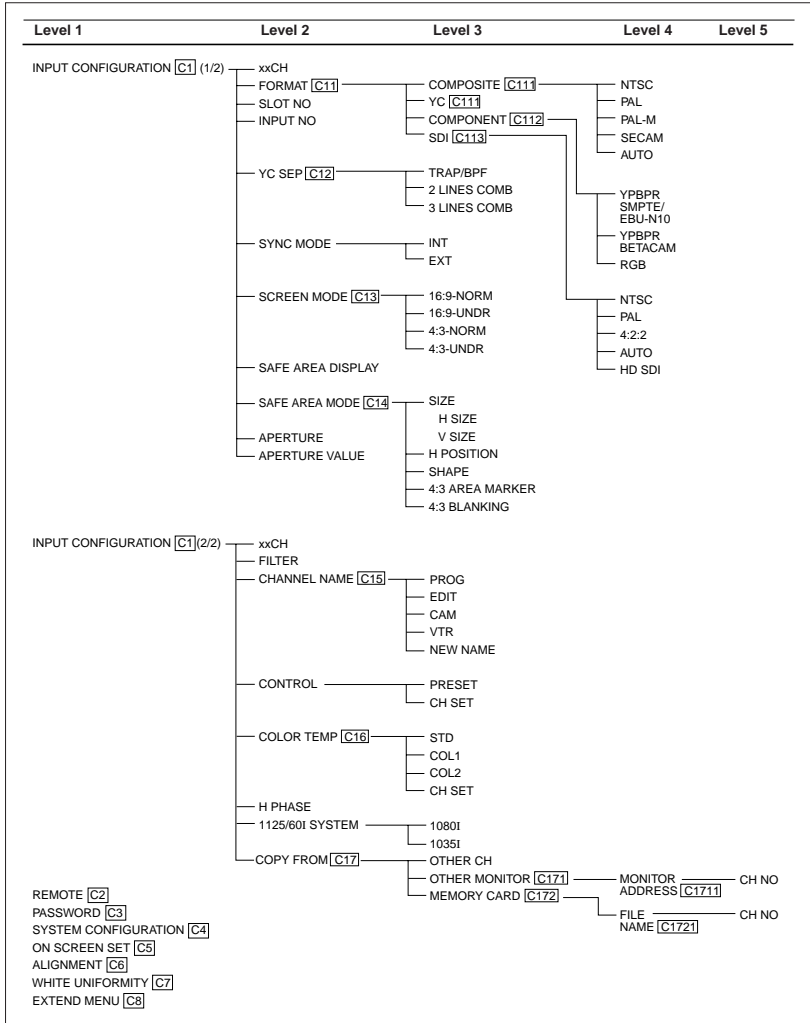 Level 1 Level 2 Level 3 Level 4 Level 5
INPUT CONFIGURATION C1 (1/2) xxCH
FORMAT C11 COMPOSITE C111 NTSC
SLOT NO YC C111 PAL
INPUT NO COMPONENT C112 PAL-M
SDI C113 SECAM
AUTO
YC SEP C12 TRAP/BPF
2 LINES COMB YPBPR
3 LINES COMB SMPTE/
EBU-N10
YPBPR
SYNC MODE INT BETACAM
EXT RGB
SCREEN MODE C13 16:9-NORM NTSC
16:9-UNDR PAL
4:3-NORM 4:2:2
4:3-UNDR AUTO
SAFE AREA DISPLAY HD SDI
SAFE AREA MODE C14 SIZE
H SIZE
APERTURE V SIZE
APERTURE VALUE H POSITION
SHAPE
4:3 AREA MARKER
4:3 BLANKING
INPUT CONFIGURATION C1 (2/2) xxCH
FILTER
CHANNEL NAME C15 PROG
EDIT
CAM
VTR
NEW NAME
CONTROL PRESET
CH SET
COLOR TEMP C16 STD
COL1
COL2
CH SET
H PHASE
1125/60I SYSTEM 1080I
1035I
COPY FROM C17 OTHER CH
OTHER MONITOR C171 MONITOR CH NO
ADDRESS C1711
MEMORY CARD C172
FILE CH NO
NAME C1721
REMOTE C2
PASSWORD C3
SYSTEM CONFIGURATION C4
ON SCREEN SET C5
ALIGNMENT C6
WHITE UNIFORMITY C7
EXTEND MENU C8